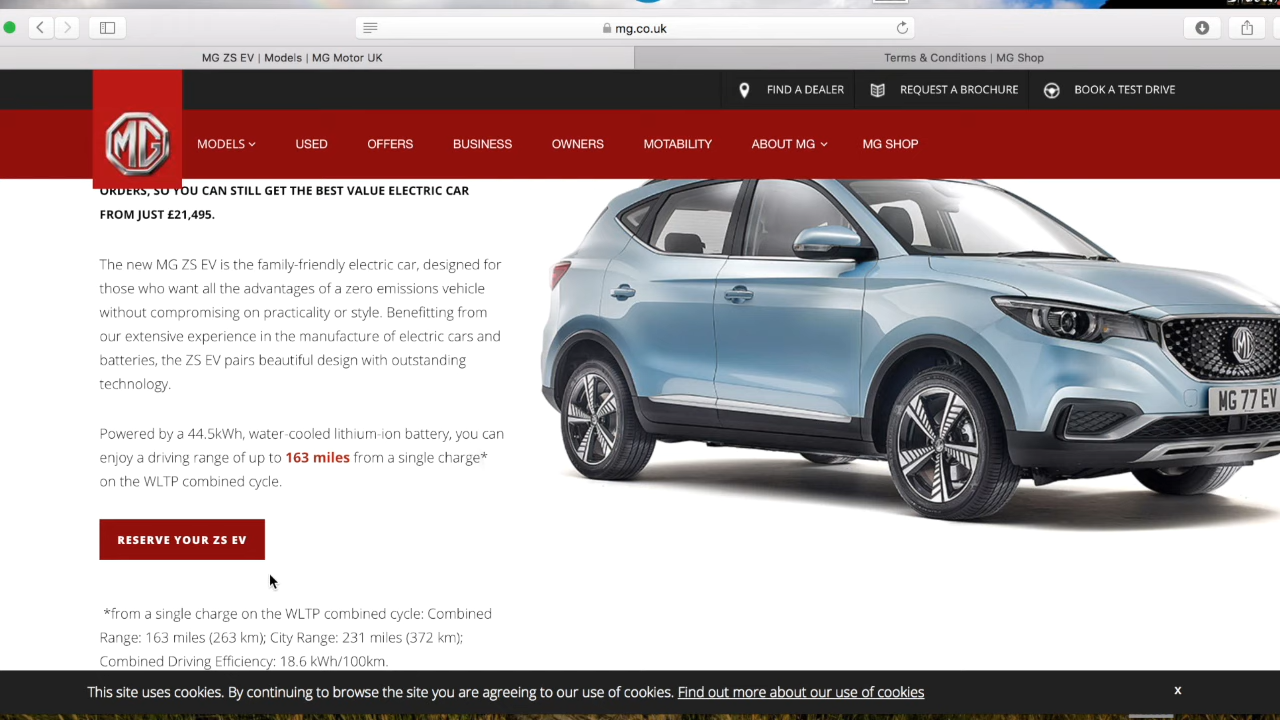 mg.co.uk
MG ZS EV | Models | MG Motor UK
Terms & Conditions | MG Shop
FIND A DEALER
REQUEST A BROCHURE
BOOK A TEST DRIVE
MG
MODELS
USED
OFFERS
BUSINESS
OWNERS
MOTABILITY
ABOUT MG
MG SHOP
ORDERS, SO YOU CAN STILL GET THE BEST VALUE ELECTRIC CAR
FROM JUST £21,495.
The new MG ZS EV is the family-friendly electric car, designed for
those who want all the advantages of a zero emissions vehicle
without compromising on practicality or style. Benefitting from
our extensive experience in the manufacture of electric cars and
batteries, the ZS EV pairs beautiful design with outstanding
technology.
Powered by a 44.5kWh, water-cooled lithium-ion battery, you can
enjoy a driving range of up to 163 miles from a single charge*
on the WLTP combined cycle.
RESERVE YOUR ZS EV
*from a single charge on the WLTP combined cycle: Combined
Range: 163 miles (263 km); City Range: 231 miles (372 km);
Combined Driving Efficiency: 18.6 kWh/100km.
MG
MG 77 EV
This site uses cookies. By continuing to browse the site you are agreeing to our use of cookies. Find out more about our use of cookies
x